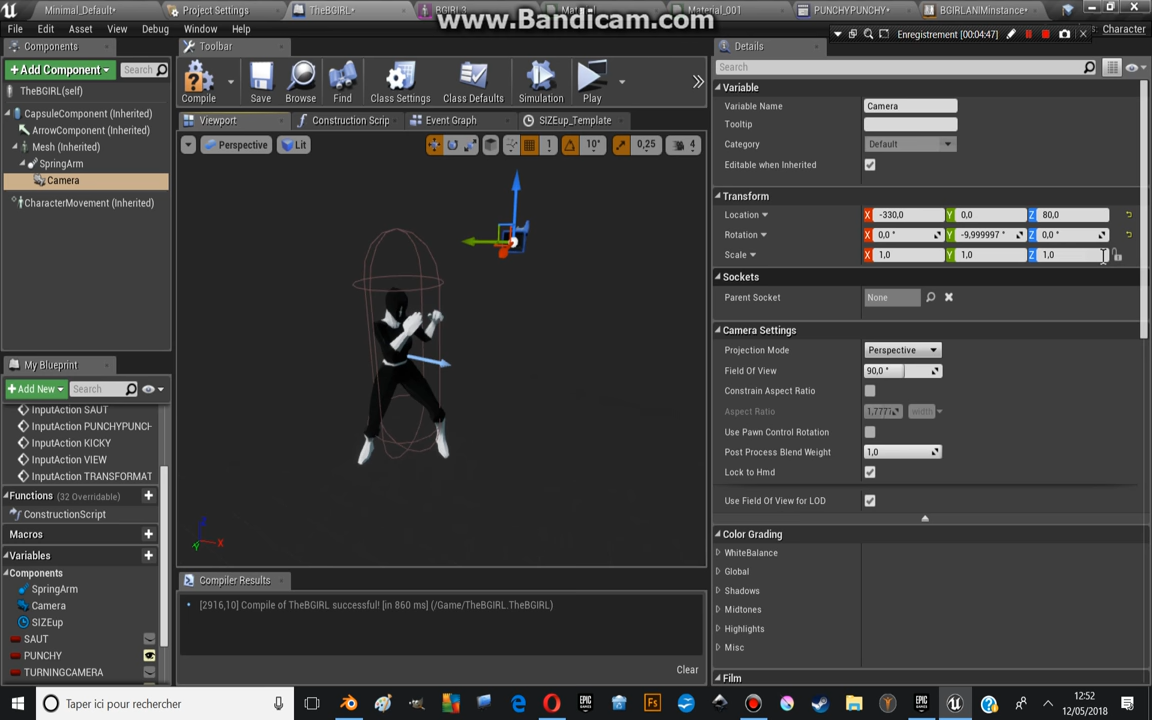 www.Bandicam.com
Minimal_Default*
Project Settings
TheBGIRL*
BGIRL3
Material_001
PUNCHYPUNCHY*
BGIRLANIMinstance*
File Edit Asset View Debug Window Help
Enregistrement [00:04:47]
Character
Components
Toolbar
Details
+Add Component
Search
TheBGIRL(self)
CapsuleComponent (Inherited)
ArrowComponent (Inherited)
Mesh (Inherited)
SpringArm
Camera
CharacterMovement (Inherited)
Compile
Save
Browse
Find
Class Settings
Class Defaults
Simulation
Play
Viewport
Construction Scrip
Event Graph
SIZEup_Template
Perspective
Lit
1
10°
0,25
4
Search
Variable
Variable Name Camera
Tooltip
Category Default
Editable when Inherited
Transform
Location X -330,0 Y 0,0 Z 80,0
Rotation X 0,0 ° Y -9,999997 ° Z 0,0 °
Scale X 1,0 Y 1,0 Z 1,0
Sockets
Parent Socket None
Camera Settings
Projection Mode Perspective
Field Of View 90,0 °
Constrain Aspect Ratio
Aspect Ratio 1,7777 width
Use Pawn Control Rotation
Post Process Blend Weight 1,0
Lock to Hmd
Use Field Of View for LOD
Color Grading
WhiteBalance
Global
Shadows
Midtones
Highlights
Misc
Film
My Blueprint
+Add New
Search
InputAction SAUT
InputAction PUNCHYPUNCH
InputAction KICKY
InputAction VIEW
InputAction TRANSFORMAT
Functions (32 Overridable)
ConstructionScript
Macros
Variables
Components
SpringArm
Camera
SIZEup
SAUT
PUNCHY
TURNINGCAMERA
Z
X
Y
Compiler Results
[2916,10] Compile of TheBGIRL successful! [in 860 ms] (/Game/TheBGIRL.TheBGIRL)
Clear
Taper ici pour rechercher
12:52
12/05/2018